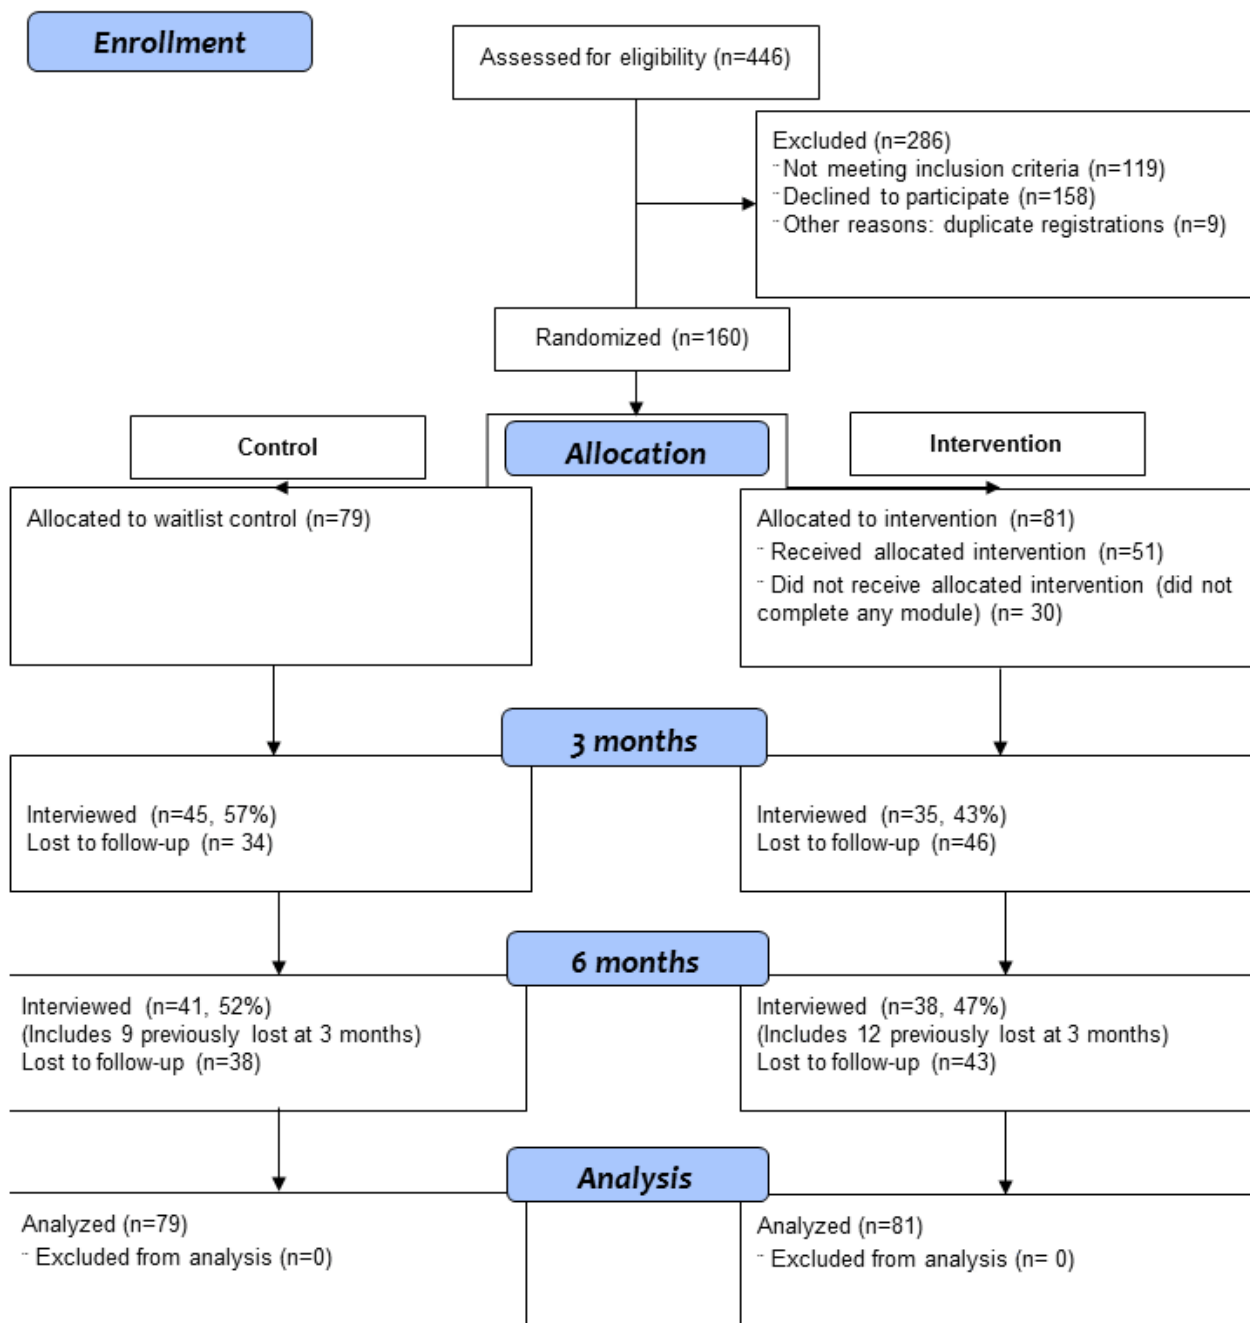 Enrollment
Assessed for eligibility (n=446)
Excluded (n=286)
¨ Not meeting inclusion criteria (n=119)
¨ Declined to participate (n=158)
¨ Other reasons: duplicate registrations (n=9)
Randomized (n=160)
Allocation
Control
Intervention
Allocated to waitlist control (n=79)
Allocated to intervention (n=81)
¨ Received allocated intervention (n=51)
¨ Did not receive allocated intervention (did not
complete any module) (n= 30)
3 months
Interviewed (n=45, 57%)
Lost to follow-up (n= 34)
Interviewed (n=35, 43%)
Lost to follow-up (n=46)
6 months
Interviewed (n=41, 52%)
(Includes 9 previously lost at 3 months)
Lost to follow-up (n=38)
Interviewed (n=38, 47%)
(Includes 12 previously lost at 3 months)
Lost to follow-up (n=43)
Analysis
Analyzed (n=79)
¨ Excluded from analysis (n=0)
Analyzed (n=81)
¨ Excluded from analysis (n= 0)